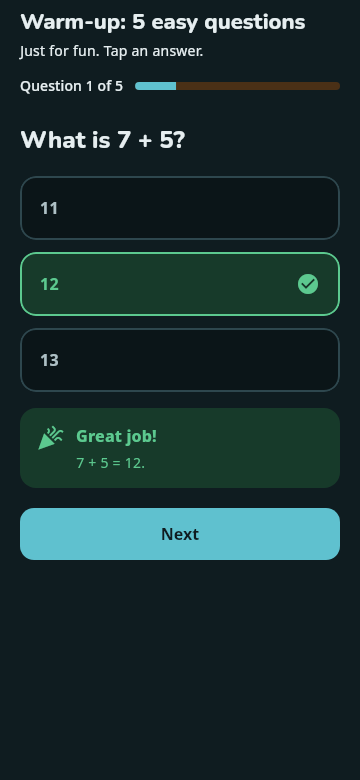 Warm-up: 5 easy questions
Just for fun. Tap an answer.
Question 1 of 5
What is 7 + 5?
11
12
13
Great job!
7 + 5 = 12.
Next